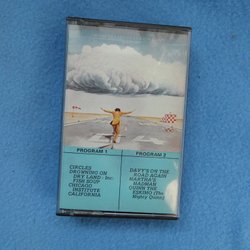 PROGRAM 1
PROGRAM 2
CIRCLES
DROWNING ON
DRY LAND: Inc:
FISH SOUP
CHICAGO
INSTITUTE
CALIFORNIA
DAVY'S ON THE
ROAD AGAIN
MARTHA'S
MADMAN
QUINN THE
ESKIMO (The
Mighty Quinn)